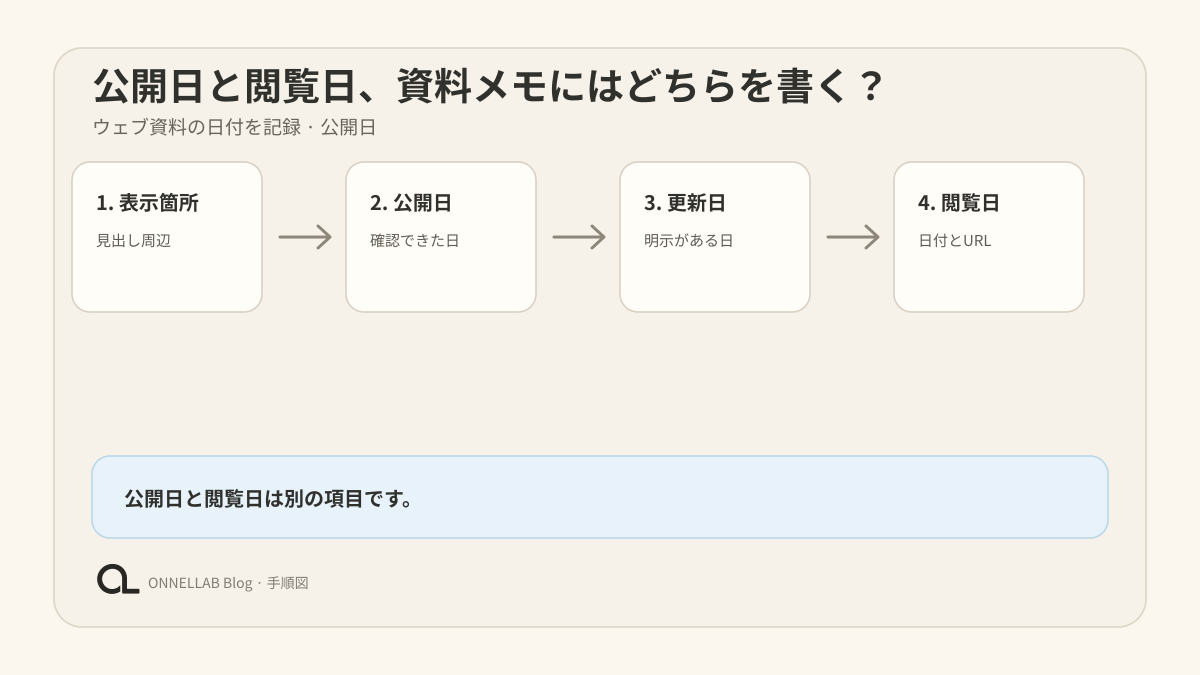 公開日と閲覧日、資料メモにはどちらを書く？
ウェブ資料の日付を記録 · 公開日
1. 表示箇所
見出し周辺
2. 公開日
確認できた日
3. 更新日
明示がある日
4. 閲覧日
日付とURL
公開日と閲覧日は別の項目です。
ONNELLAB Blog · 手順図